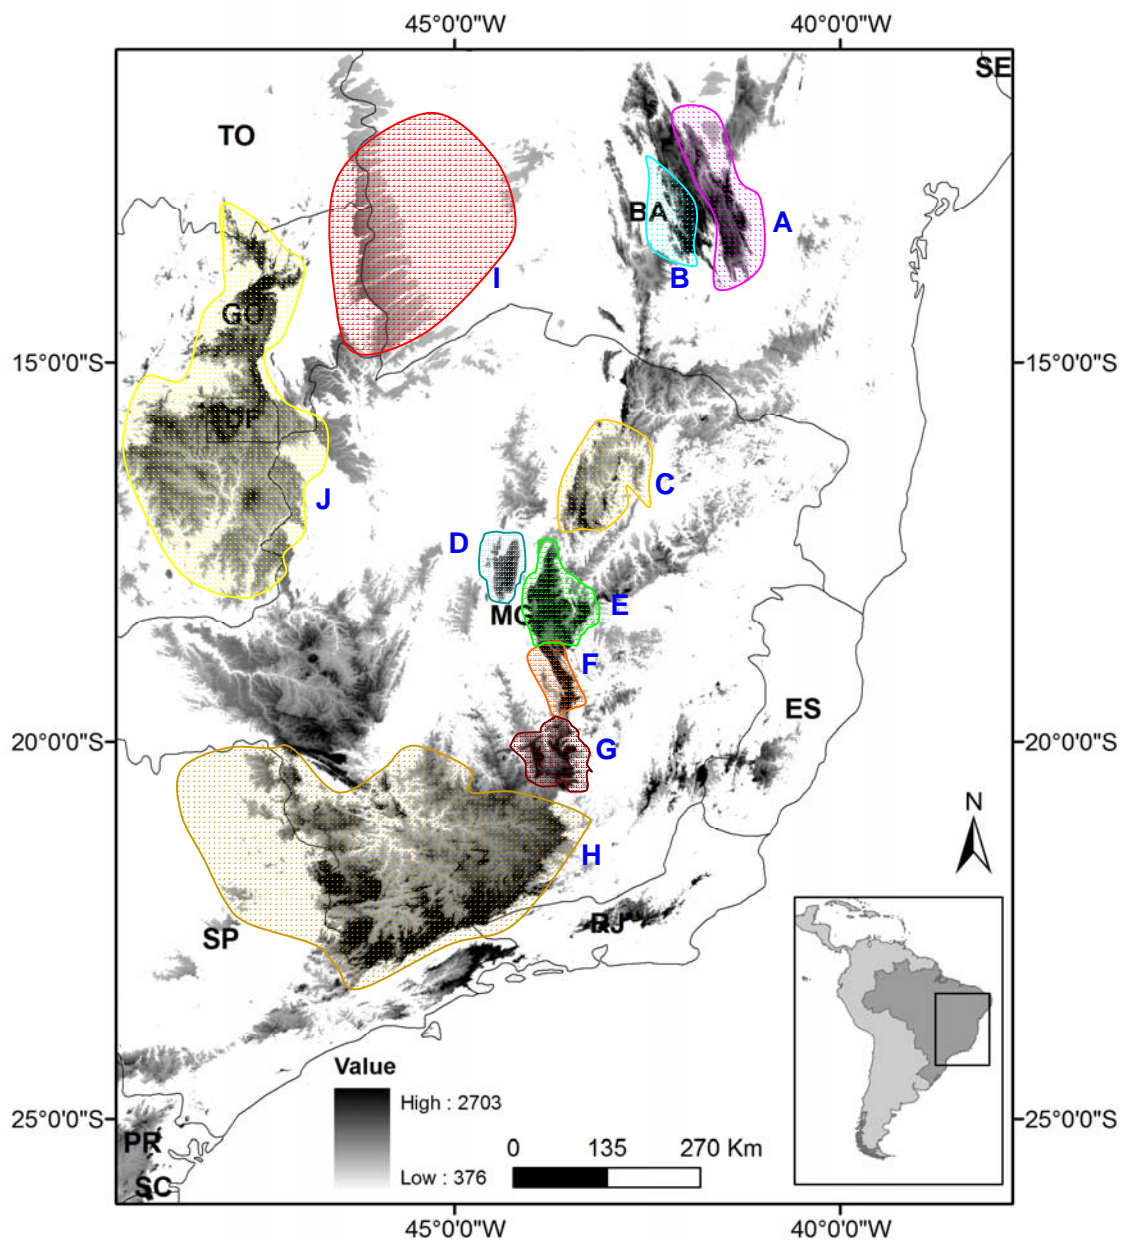 45°0'0"W 40°0'0"W
SE
TO
BA
A
B
I
GO
15°0'0"S 15°0'0"S
DF
J
C
D
E
MG
F
ES
20°0'0"S 20°0'0"S
G
N
H
RJ
SP
Value
High : 2703
0 135 270 Km
Low : 376
25°0'0"S 25°0'0"S
PR
SC
45°0'0"W 40°0'0"W